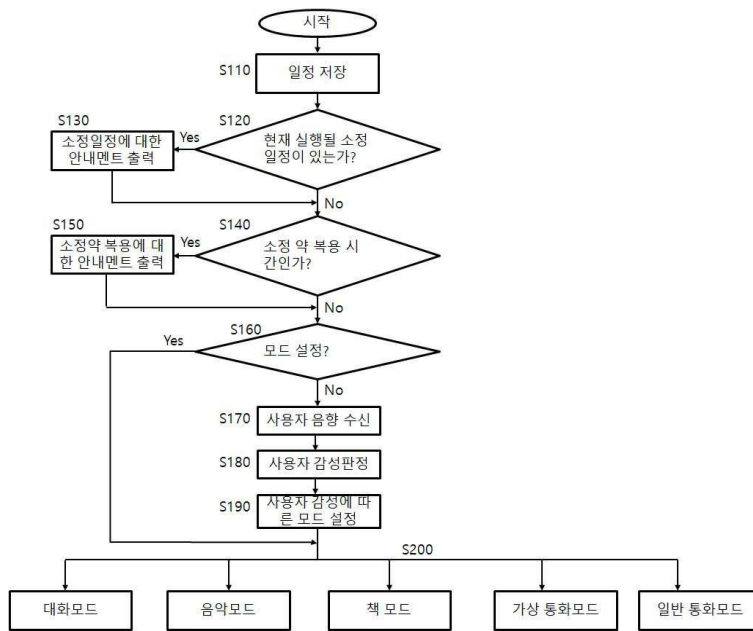 시작
S110
일정 저장
S130
S120
소정일정에 대한
안내멘트 출력
Yes
현재 실행될 소정
일정이 있는가?
No
S150
S140
소정약 복용에 대
한 안내멘트 출력
Yes
소정 약 복용 시
간인가?
No
S160
Yes
모드 설정?
No
S170
사용자 음향 수신
S180
사용자 감성판정
S190
사용자 감성에 따
른 모드 설정
S200
대화모드
음악모드
책 모드
가상 통화모드
일반 통화모드